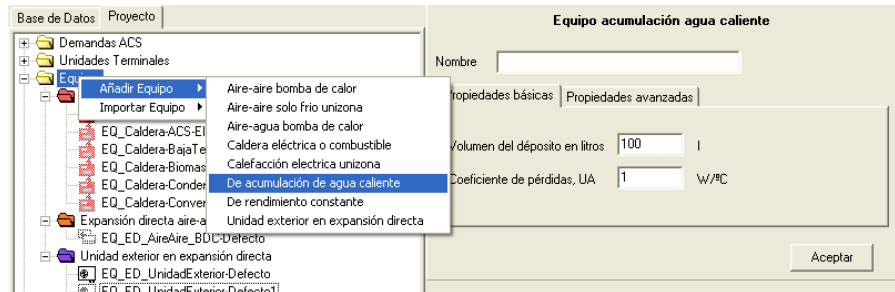 Base de Datos Proyecto
Demandas ACS
Unidades Terminales
Añadir Equipo
Importar Equipo
EQ_Caldera-ACS-El
EQ_Caldera-BajaTe
EQ_Caldera-Biomas
EQ_Caldera-Conder
EQ_Caldera-Conver
Expansión directa aire-a
EQ_ED_AireAire_BDC-Defecto
Unidad exterior en expansión directa
EQ_ED_UnidadExterior-Defecto
EQ_ED_UnidadExterior-Defecto1
Aire-aire bomba de calor
Aire-aire solo frio unizona
Aire-agua bomba de calor
Caldera eléctrica o combustible
Calefacción electrica unizona
De acumulación de agua caliente
De rendimiento constante
Unidad exterior en expansión directa
Equipo acumulación agua caliente
Nombre
Propiedades básicas Propiedades avanzadas
Volumen del depósito en litros 100 l
Coeficiente de pérdidas, UA 1 W/ºC
Aceptar